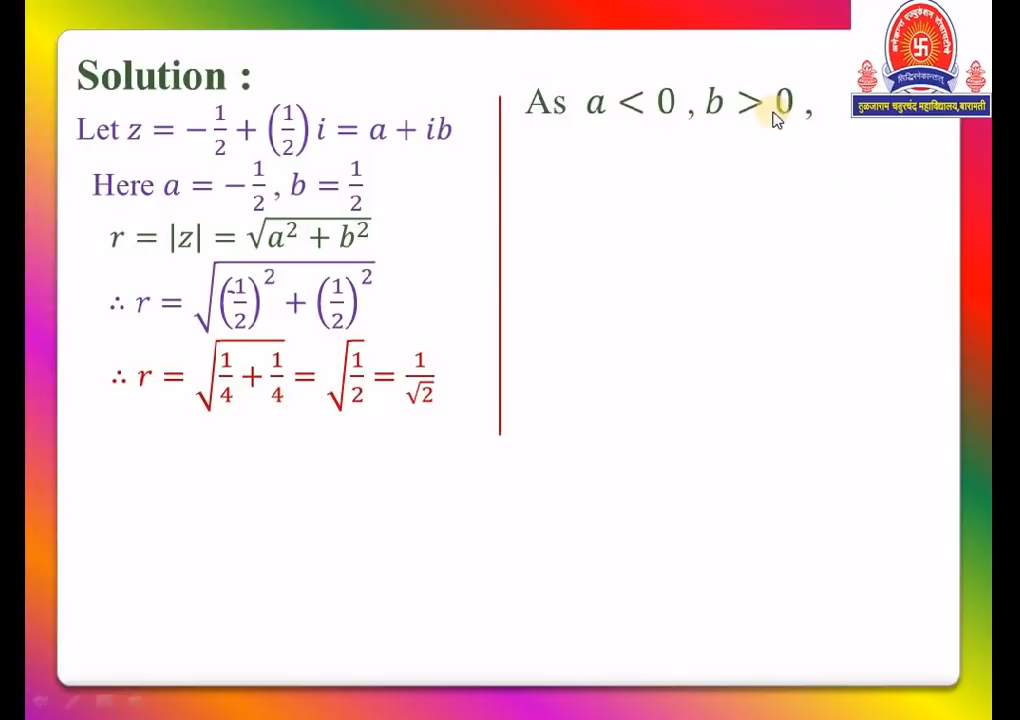 Solution :
Let z = −1/2 + (1/2) i = a + ib
Here a = −1/2 , b = 1/2
r = |z| = √(a² + b²)
∴ r = √((-1/2)² + (1/2)²)
∴ r = √(1/4 + 1/4) = √(1/2) = 1/√2
As a < 0 , b > 0 ,
तुळजाराम चतुरचंद महाविद्यालय,बारामती